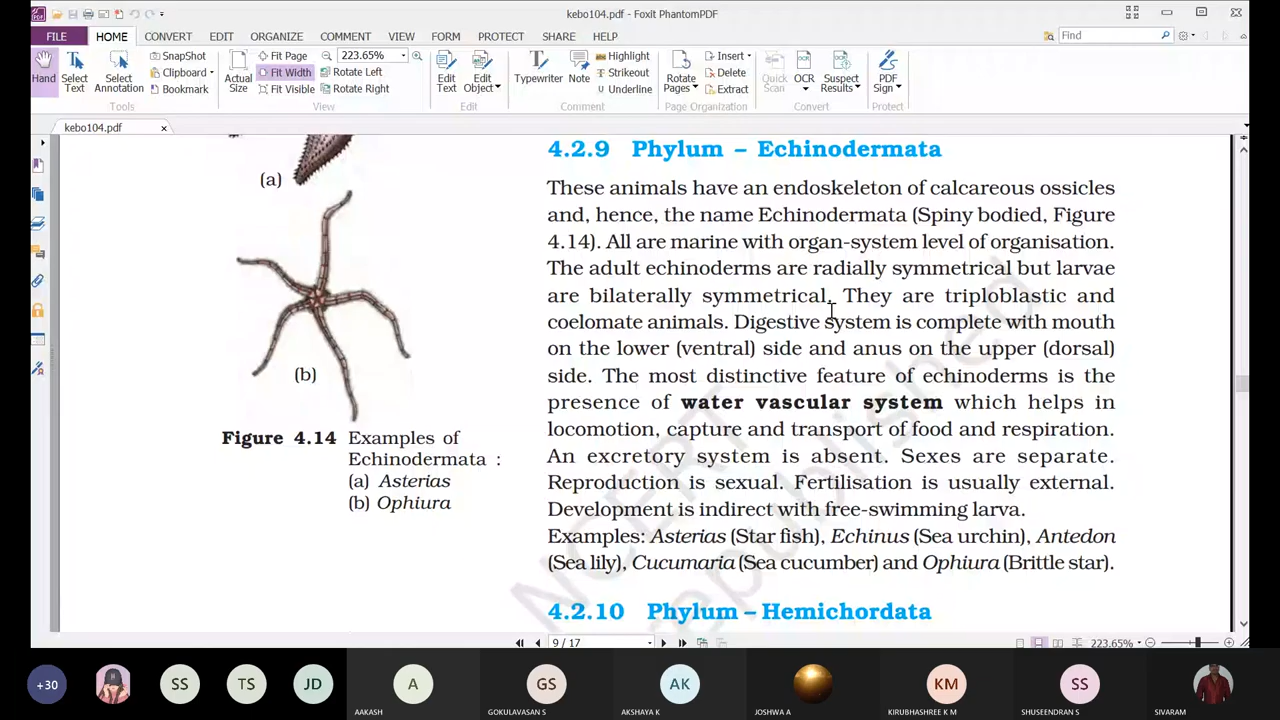 kebo104.pdf - Foxit PhantomPDF
FILE HOME CONVERT EDIT ORGANIZE COMMENT VIEW FORM PROTECT SHARE HELP Find
Hand Select Text Select Annotation SnapShot Clipboard Bookmark Actual Size Fit Page Fit Width Fit Visible 223.65% Rotate Left Rotate Right Edit Text Edit Object Typewriter Note Highlight Strikeout Underline Rotate Pages Insert Delete Extract Quick Scan OCR Suspect Results PDF Sign
Tools View Edit Comment Page Organization Convert Protect
kebo104.pdf
(a)
(b)
Figure 4.14 Examples of
Echinodermata :
(a) Asterias
(b) Ophiura
4.2.9 Phylum – Echinodermata
These animals have an endoskeleton of calcareous ossicles
and, hence, the name Echinodermata (Spiny bodied, Figure
4.14). All are marine with organ-system level of organisation.
The adult echinoderms are radially symmetrical but larvae
are bilaterally symmetrical. They are triploblastic and
coelomate animals. Digestive system is complete with mouth
on the lower (ventral) side and anus on the upper (dorsal)
side. The most distinctive feature of echinoderms is the
presence of water vascular system which helps in
locomotion, capture and transport of food and respiration.
An excretory system is absent. Sexes are separate.
Reproduction is sexual. Fertilisation is usually external.
Development is indirect with free-swimming larva.
Examples: Asterias (Star fish), Echinus (Sea urchin), Antedon
(Sea lily), Cucumaria (Sea cucumber) and Ophiura (Brittle star).
4.2.10 Phylum – Hemichordata
NCERT
republished
9 / 17 223.65%
+30 SS TS JD A GS AK KM SS
AAKASH GOKULAVASAN S AKSHAYA K JOSHWA A KIRUBHASHREE K M SHUSEENDRAN S SIVARAM